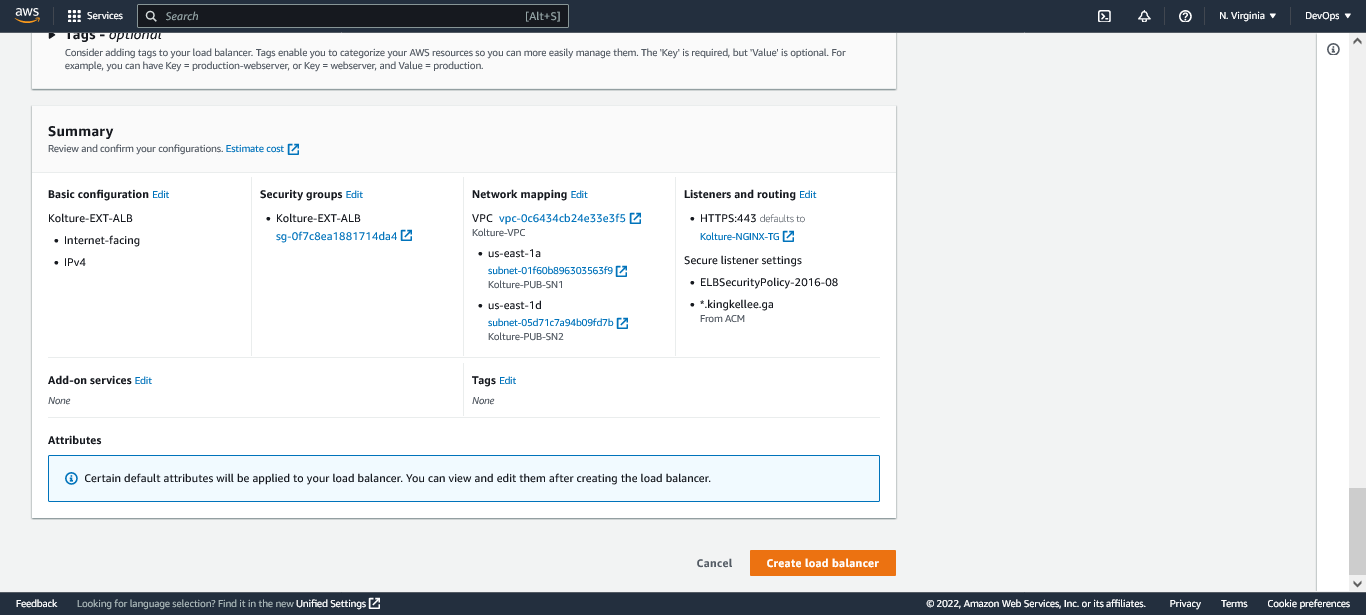 aws
Services
Search
[Alt+S]
N. Virginia
DevOps
Tags - optional
Consider adding tags to your load balancer. Tags enable you to categorize your AWS resources so you can more easily manage them. The 'Key' is required, but 'Value' is optional. For
example, you can have Key = production-webserver, or Key = webserver, and Value = production.
Summary
Review and confirm your configurations. Estimate cost
Basic configuration Edit
Kolture-EXT-ALB
• Internet-facing
• IPv4
Security groups Edit
• Kolture-EXT-ALB
sg-0f7c8ea1881714da4
Network mapping Edit
VPC vpc-0c6434cb24e33e3f5
Kolture-VPC
• us-east-1a
subnet-01f60b896303563f9
Kolture-PUB-SN1
• us-east-1d
subnet-05d71c7a94b09fd7b
Kolture-PUB-SN2
Listeners and routing Edit
• HTTPS:443 defaults to
Kolture-NGINX-TG
Secure listener settings
• ELBSecurityPolicy-2016-08
• *.kingkellee.ga
From ACM
Add-on services Edit
None
Tags Edit
None
Attributes
Certain default attributes will be applied to your load balancer. You can view and edit them after creating the load balancer.
Cancel
Create load balancer
Feedback
Looking for language selection? Find it in the new Unified Settings
© 2022, Amazon Web Services, Inc. or its affiliates.
Privacy
Terms
Cookie preferences